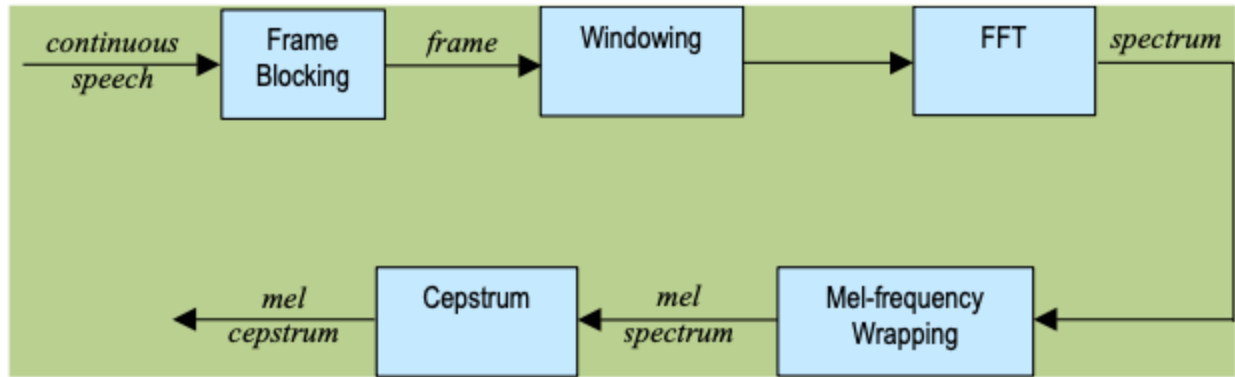 continuous
speech
Frame
Blocking
frame
Windowing
FFT
spectrum
mel
cepstrum
Cepstrum
mel
spectrum
Mel-frequency
Wrapping